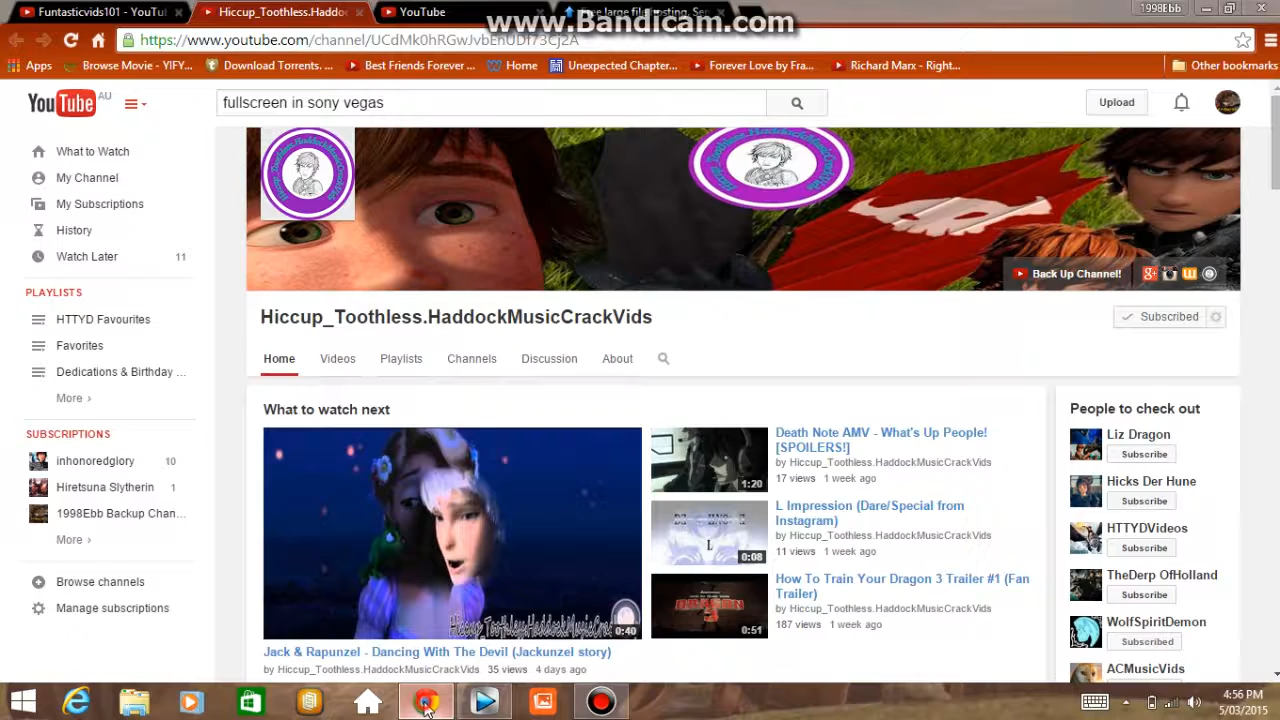 Funtasticvids101 - YouTu
Hiccup_Toothless.Haddo
YouTube
large file hosting, Sen
www.Bandicam.com
1998Ebb
https://www.youtube.com/channel/UCdMk0hRGwJvbEnUDf73Cj2A
Apps
Browse Movie - YIFY...
Download Torrents. ...
Best Friends Forever ...
Home
Unexpected Chapter...
Forever Love by Fra...
Richard Marx - Right...
Other bookmarks
YouTube AU
fullscreen in sony vegas
Upload
What to Watch
My Channel
My Subscriptions
History
Watch Later 11
PLAYLISTS
HTTYD Favourites
Favorites
Dedications & Birthday ...
More ›
SUBSCRIPTIONS
inhonoredglory 10
Hiretsuna Slytherin 1
1998Ebb Backup Chan...
More ›
Browse channels
Manage subscriptions
Back Up Channel!
Hiccup_Toothless.HaddockMusicCrackVids
Subscribed
Home
Videos
Playlists
Channels
Discussion
About
What to watch next
Hiccup_ToothlessHaddockMusicCra
0:40
Jack & Rapunzel - Dancing With The Devil (Jackunzel story)
by Hiccup_Toothless.HaddockMusicCrackVids 35 views 4 days ago
1:20
Death Note AMV - What's Up People!
[SPOILERS!]
by Hiccup_Toothless.HaddockMusicCrackVids
17 views 1 week ago
L
0:08
L Impression (Dare/Special from
Instagram)
by Hiccup_Toothless.HaddockMusicCrackVids
11 views 1 week ago
DRAGON
3
0:51
How To Train Your Dragon 3 Trailer #1 (Fan
Trailer)
by Hiccup_Toothless.HaddockMusicCrackVids
187 views 1 week ago
People to check out
Liz Dragon
Subscribe
Hicks Der Hune
Subscribe
HTTYDVideos
Subscribe
TheDerp OfHolland
Subscribe
WolfSpiritDemon
Subscribed
ACMusicVids
4:56 PM
5/03/2015